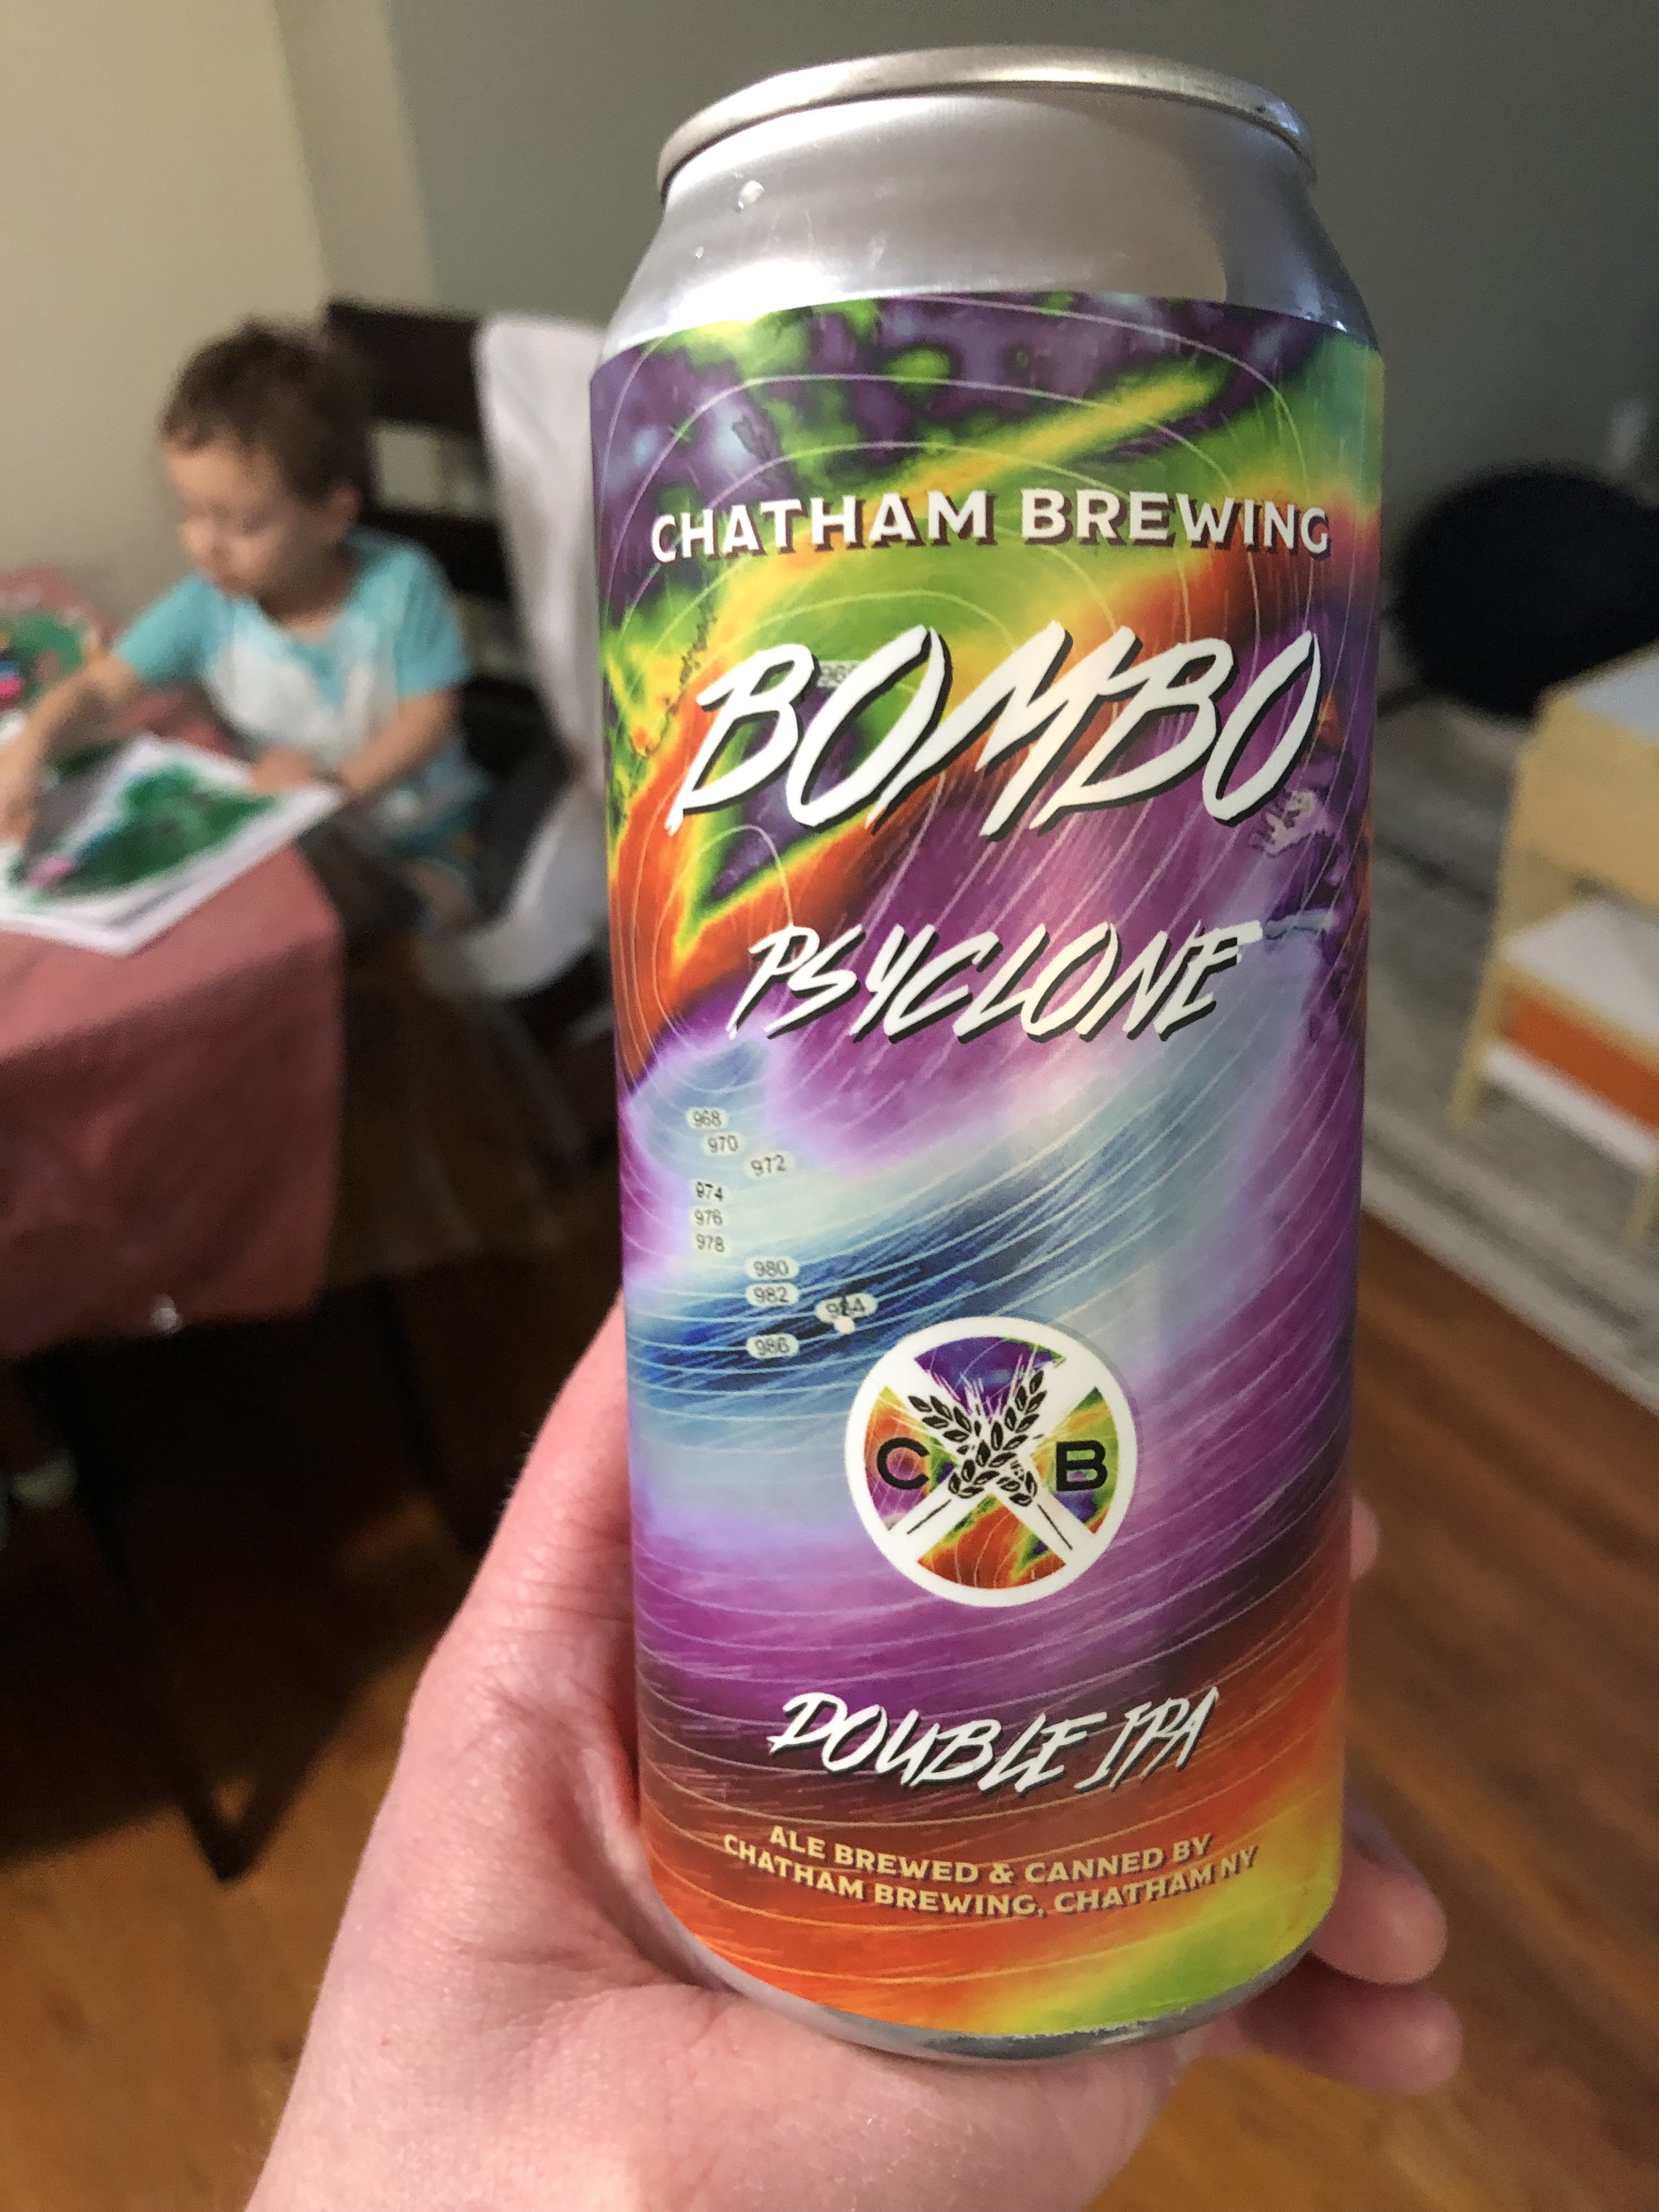 CHATHAM BREWING
BOMBO
PSYCLONE
968
970
972
974
976
978
980
982
984
986
C B
DOUBLE IPA
ALE BREWED & CANNED BY
CHATHAM BREWING, CHATHAM NY